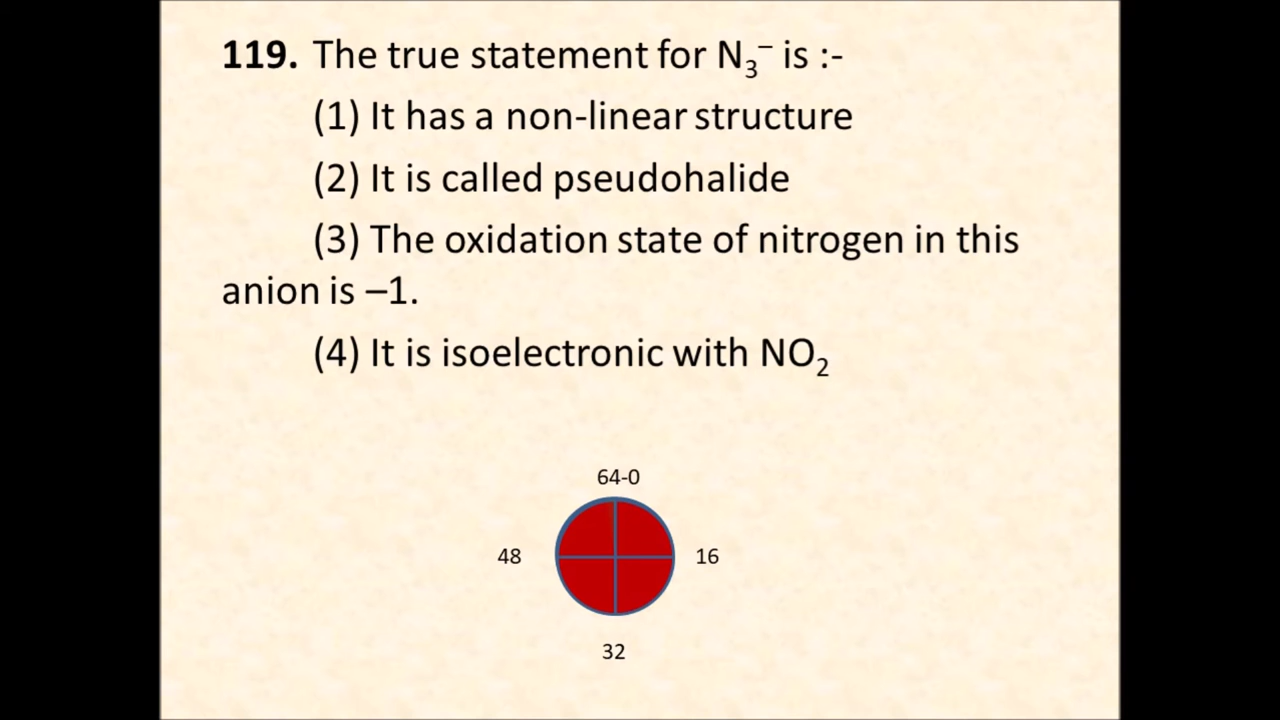 119. The true statement for N₃⁻ is :-
(1) It has a non-linear structure
(2) It is called pseudohalide
(3) The oxidation state of nitrogen in this
anion is –1.
(4) It is isoelectronic with NO₂
64-0
48
16
32